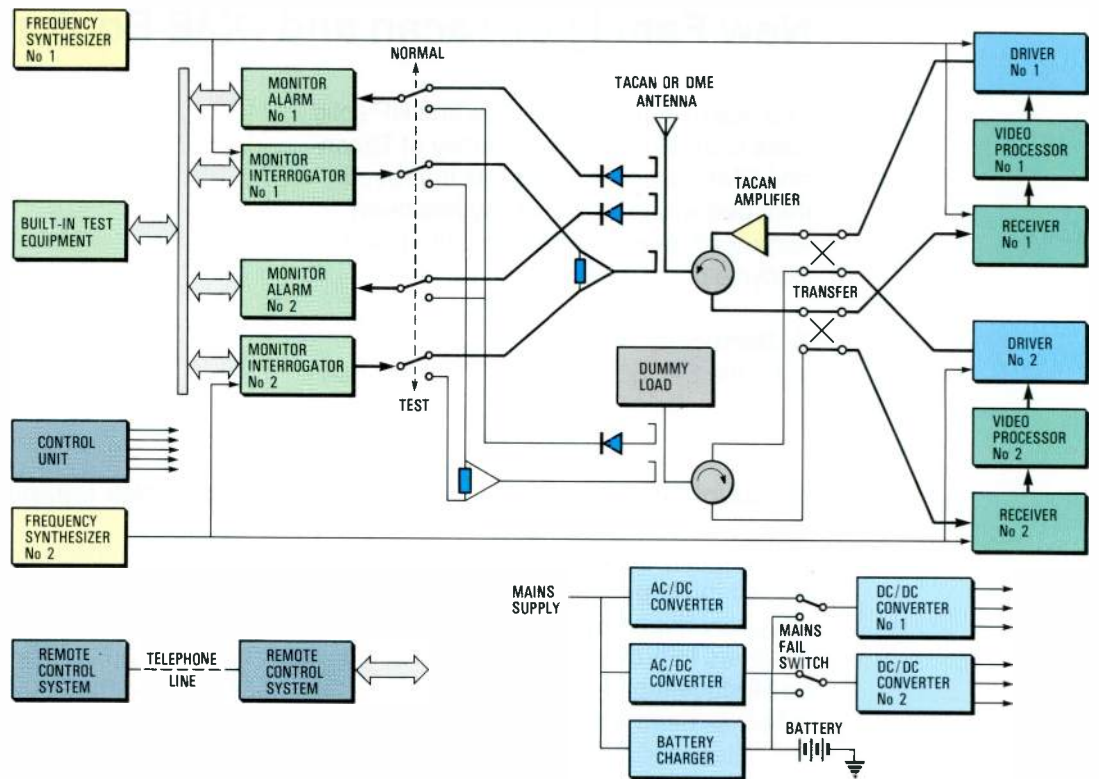 FREQUENCY
SYNTHESIZER
No 1
NORMAL
MONITOR
ALARM
No 1
TACAN OR DME
ANTENNA
DRIVER
No 1
VIDEO
PROCESSOR
No 1
MONITOR
INTERROGATOR
No 1
TACAN
AMPLIFIER
BUILT-IN TEST
EQUIPMENT
RECEIVER
No 1
MONITOR
ALARM
No 2
TRANSFER
MONITOR
INTERROGATOR
No 2
DRIVER
No 2
DUMMY
LOAD
TEST
CONTROL
UNIT
VIDEO
PROCESSOR
No 2
FREQUENCY
SYNTHESIZER
No 2
RECEIVER
No 2
MAINS
SUPPLY
AC/DC
CONVERTER
DC/DC
CONVERTER
No 1
MAINS
FAIL
SWITCH
REMOTE
CONTROL
SYSTEM
TELEPHONE
LINE
REMOTE
CONTROL
SYSTEM
AC/DC
CONVERTER
DC/DC
CONVERTER
No 2
BATTERY
CHARGER
BATTERY